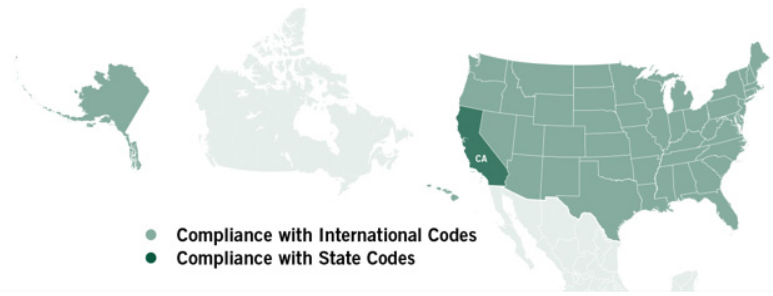 CA
Compliance with International Codes
Compliance with State Codes